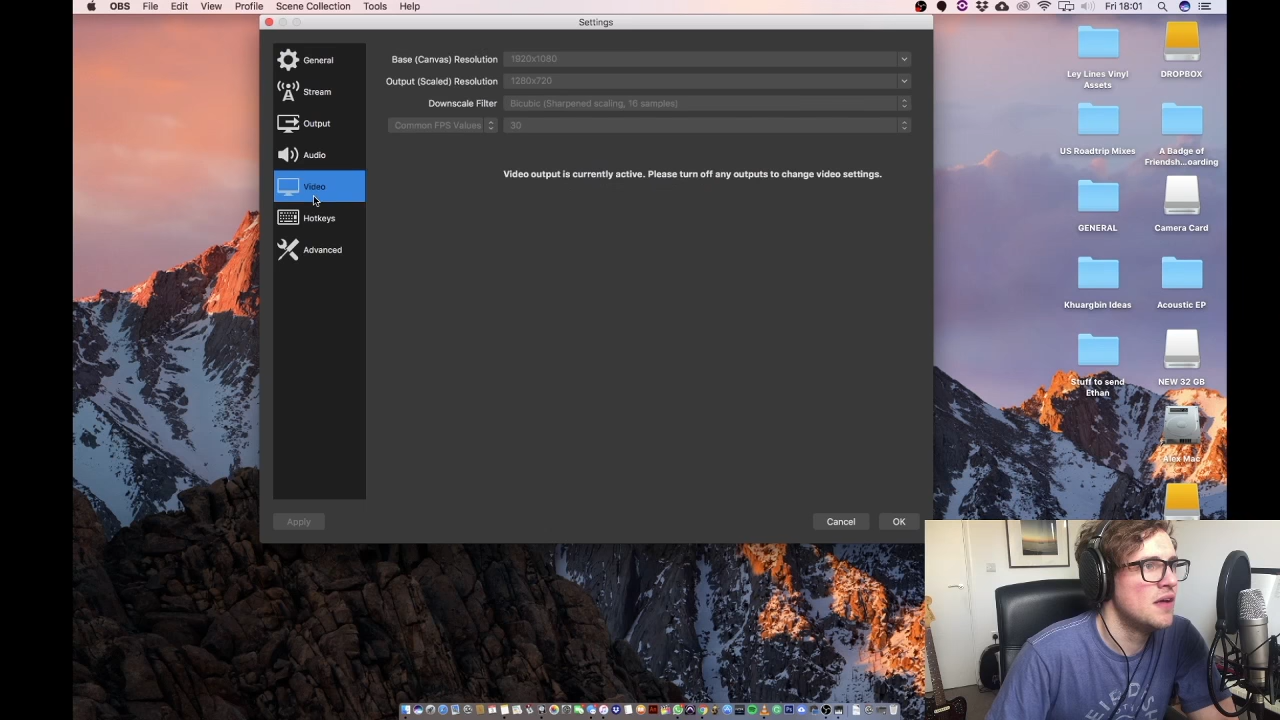 OBS File Edit View Profile Scene Collection Tools Help
Fri 18:01
Settings
General
Stream
Output
Audio
Video
Hotkeys
Advanced
Base (Canvas) Resolution 1920x1080
Output (Scaled) Resolution 1280x720
Downscale Filter Bicubic (Sharpened scaling, 16 samples)
Common FPS Values 30
Video output is currently active. Please turn off any outputs to change video settings.
Apply
Cancel
OK
Ley Lines Vinyl
Assets
DROPBOX
US Roadtrip Mixes
A Badge of
Friendsh...oarding
GENERAL
Camera Card
Khuargbin Ideas
Acoustic EP
Stuff to send
Ethan
NEW 32 GB
Alex Mac